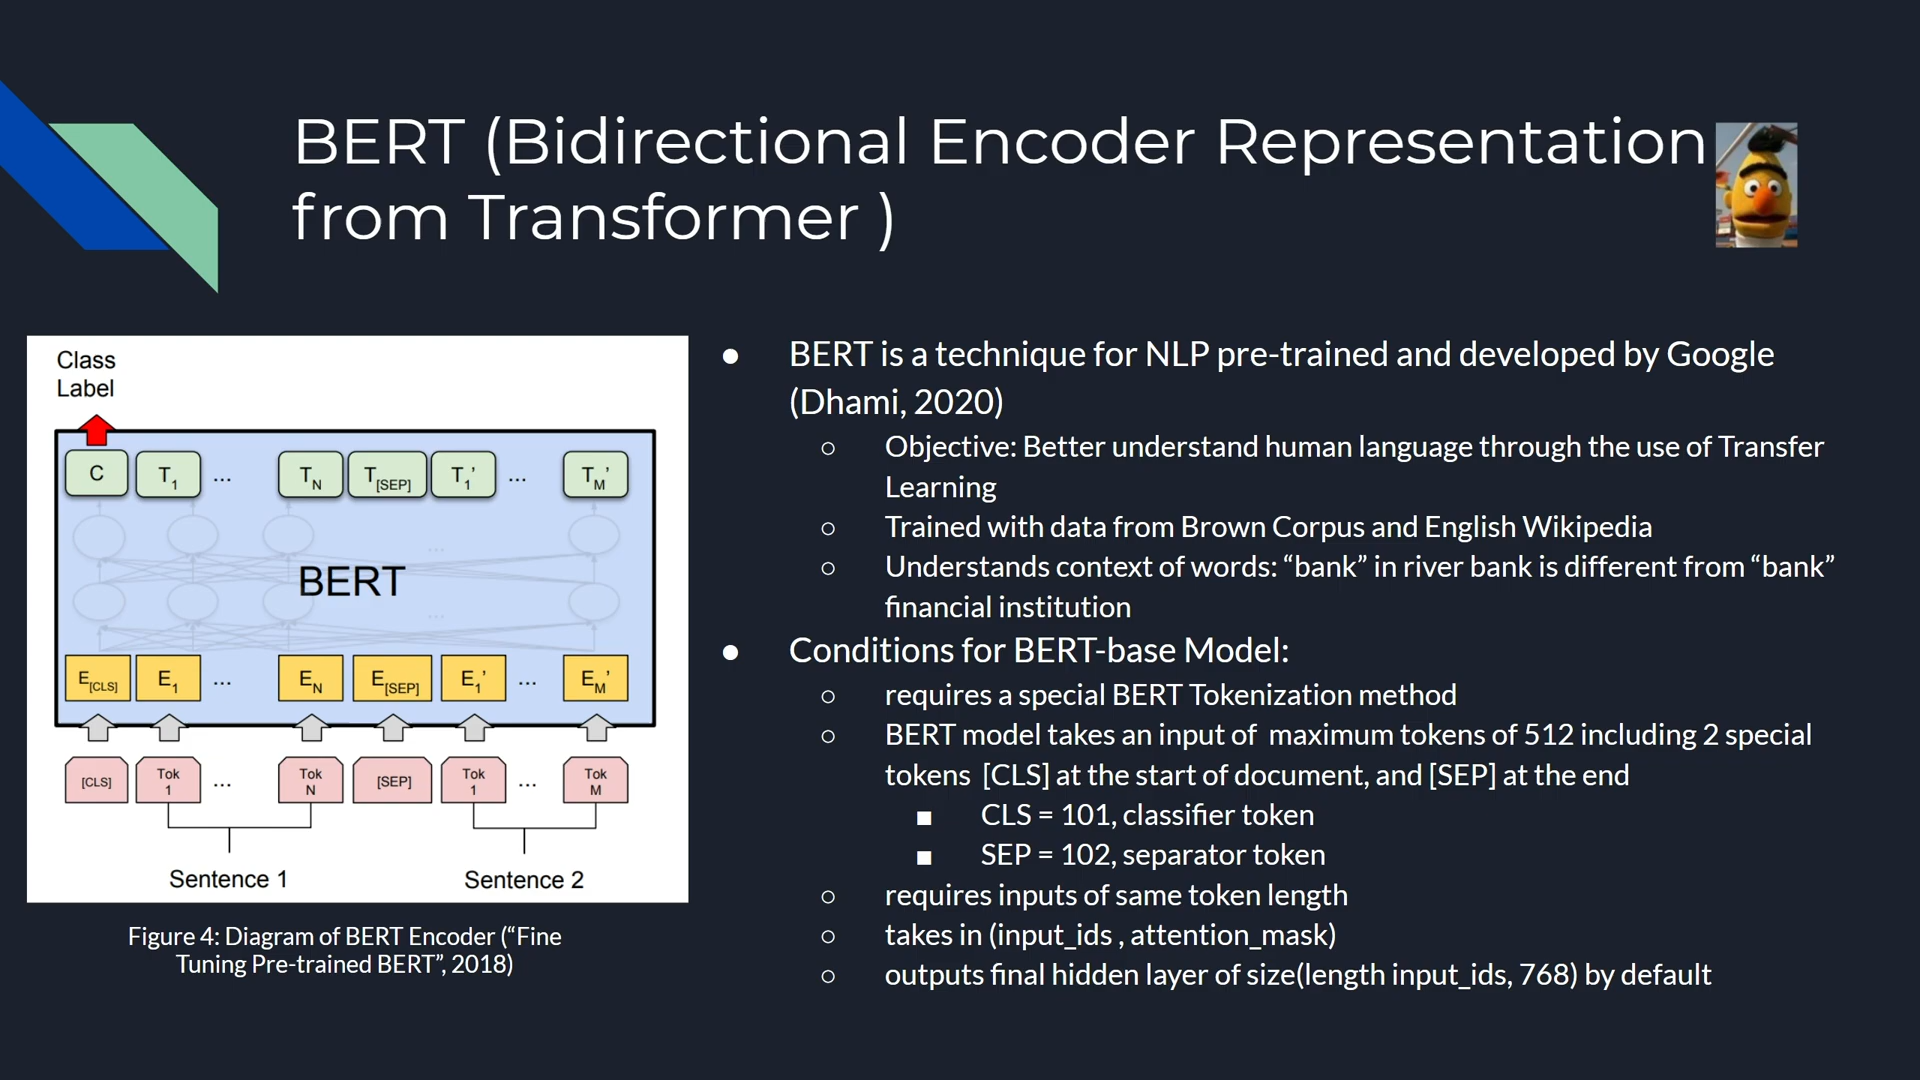 BERT (Bidirectional Encoder Representation
from Transformer )
Class
Label
C T1 ... TN T[SEP] T1' ... TM'
...
BERT
...
E[CLS] E1 ... EN E[SEP] E1' ... EM'
[CLS] Tok 1 ... Tok N [SEP] Tok 1 ... Tok M
Sentence 1 Sentence 2
Figure 4: Diagram of BERT Encoder (“Fine
Tuning Pre-trained BERT”, 2018)
● BERT is a technique for NLP pre-trained and developed by Google
(Dhami, 2020)
○ Objective: Better understand human language through the use of Transfer
Learning
○ Trained with data from Brown Corpus and English Wikipedia
○ Understands context of words: “bank” in river bank is different from “bank”
financial institution
● Conditions for BERT-base Model:
○ requires a special BERT Tokenization method
○ BERT model takes an input of maximum tokens of 512 including 2 special
tokens [CLS] at the start of document, and [SEP] at the end
■ CLS = 101, classifier token
■ SEP = 102, separator token
○ requires inputs of same token length
○ takes in (input_ids , attention_mask)
○ outputs final hidden layer of size(length input_ids, 768) by default